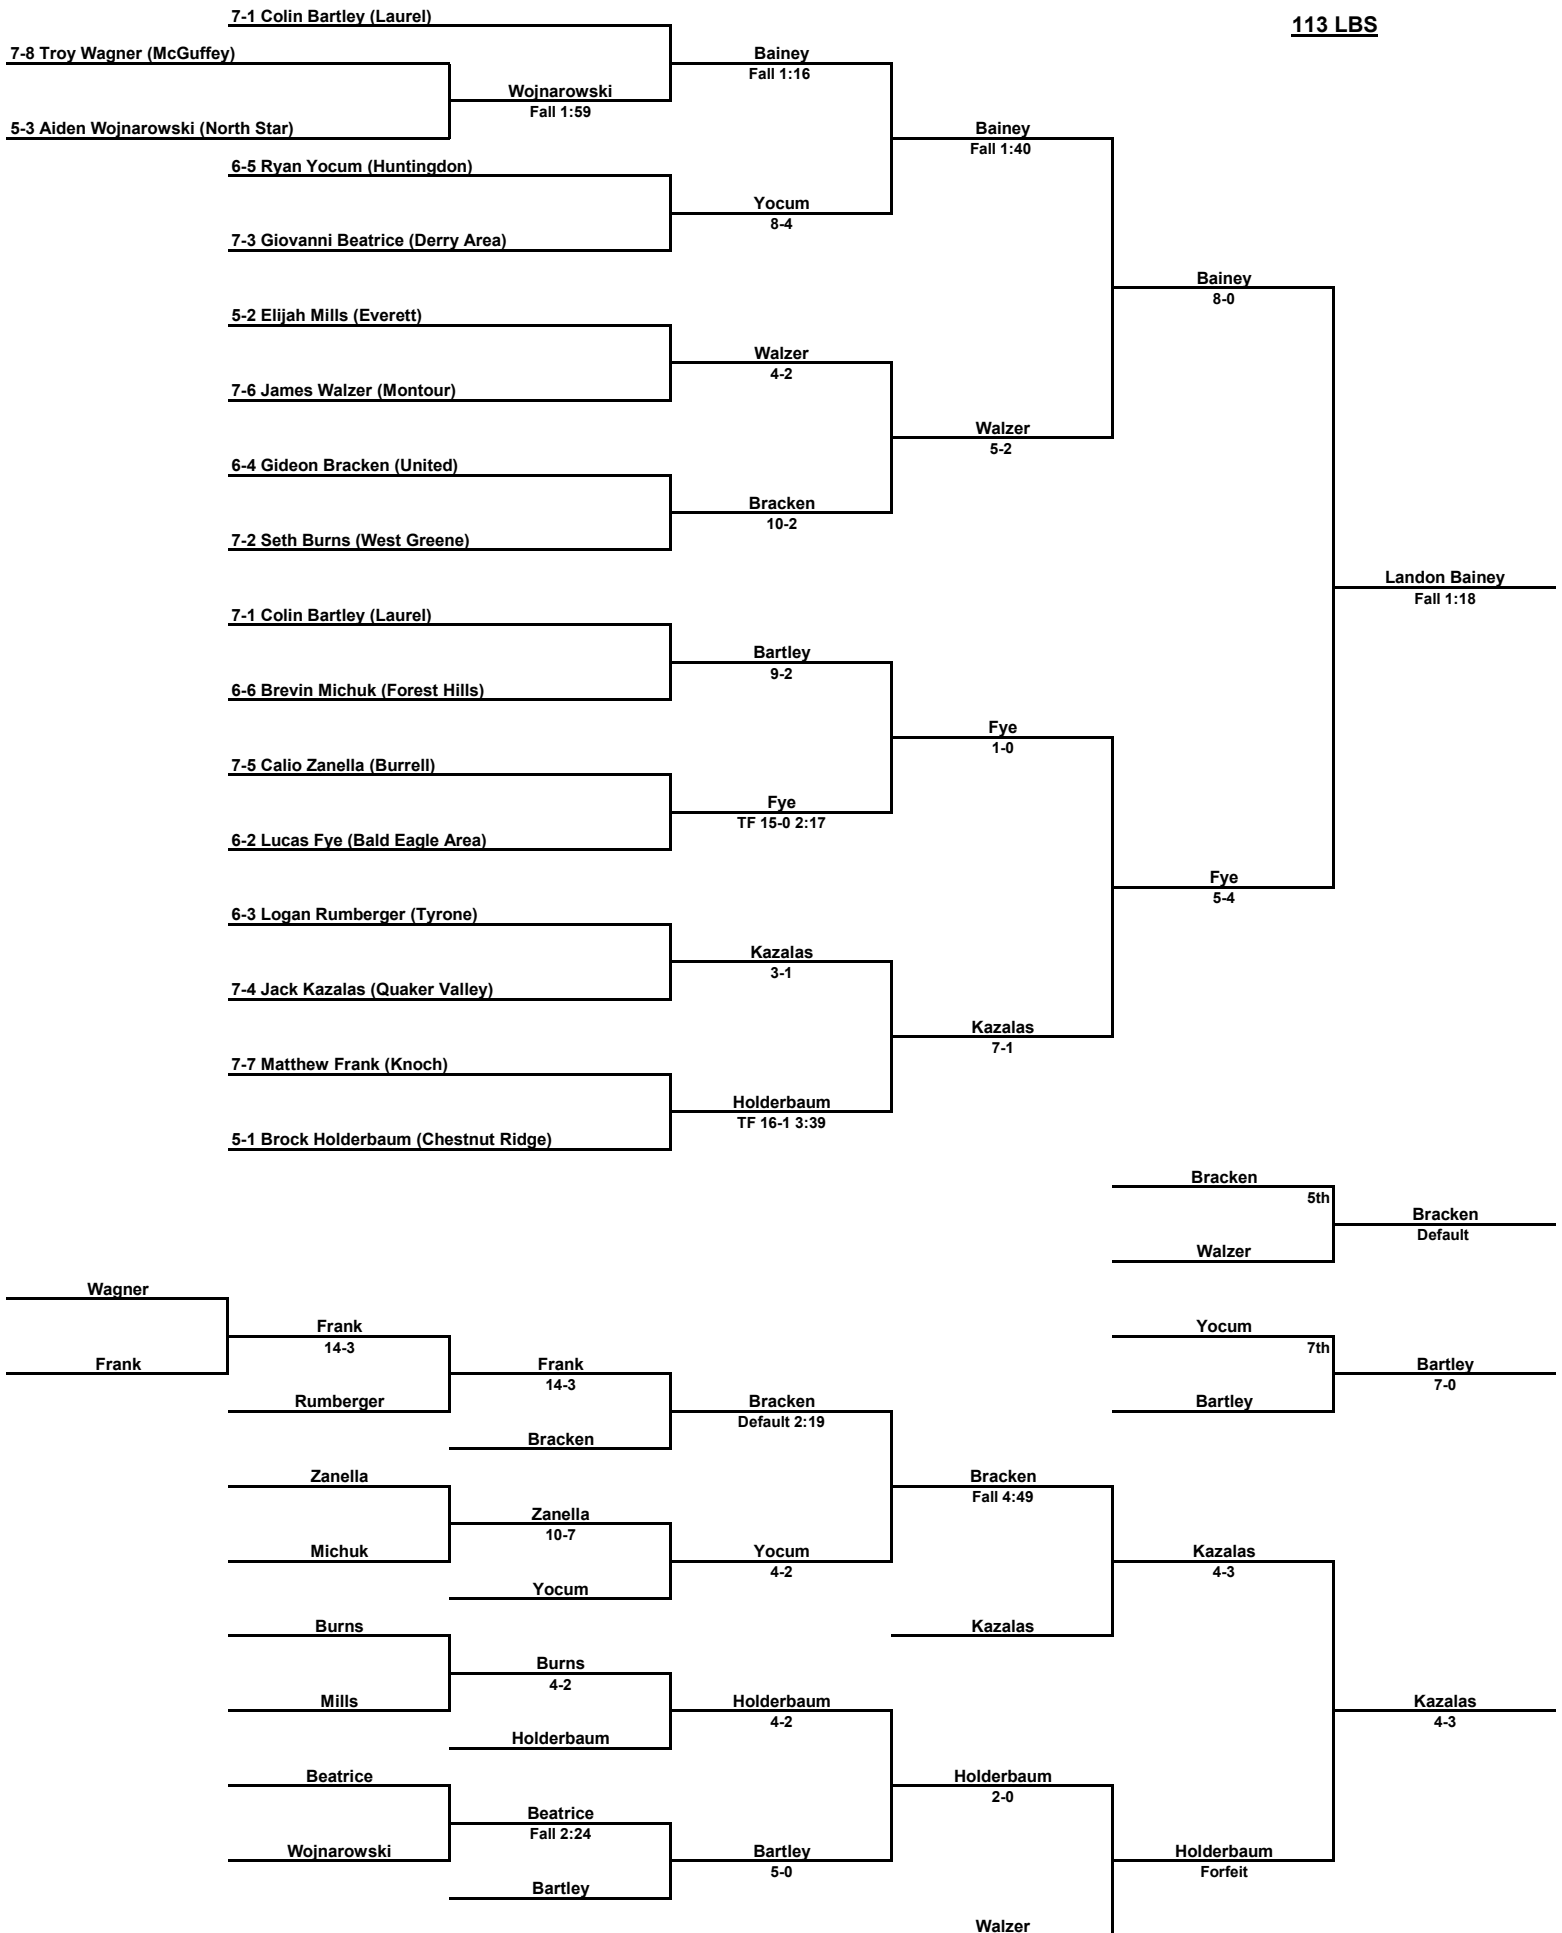 7-1 Colin Bartley (Laurel)
113 LBS
7-8 Troy Wagner (McGuffey)
Bainey
Fall 1:16
Wojnarowski
Fall 1:59
5-3 Aiden Wojnarowski (North Star)
Bainey
Fall 1:40
6-5 Ryan Yocum (Huntingdon)
Yocum
8-4
7-3 Giovanni Beatrice (Derry Area)
Bainey
8-0
5-2 Elijah Mills (Everett)
Walzer
4-2
7-6 James Walzer (Montour)
Walzer
5-2
6-4 Gideon Bracken (United)
Bracken
10-2
7-2 Seth Burns (West Greene)
Landon Bainey
Fall 1:18
7-1 Colin Bartley (Laurel)
Bartley
9-2
6-6 Brevin Michuk (Forest Hills)
Fye
1-0
7-5 Calio Zanella (Burrell)
Fye
TF 15-0 2:17
6-2 Lucas Fye (Bald Eagle Area)
Fye
5-4
6-3 Logan Rumberger (Tyrone)
Kazalas
3-1
7-4 Jack Kazalas (Quaker Valley)
Kazalas
7-1
7-7 Matthew Frank (Knoch)
Holderbaum
TF 16-1 3:39
5-1 Brock Holderbaum (Chestnut Ridge)
Bracken
5th
Bracken
Default
Walzer
Wagner
Frank
14-3
Yocum
7th
Frank
Frank
14-3
Bartley
7-0
Rumberger
Bracken
Default 2:19
Bartley
Bracken
Zanella
Bracken
Fall 4:49
Zanella
10-7
Michuk
Yocum
4-2
Kazalas
4-3
Yocum
Burns
Kazalas
Burns
4-2
Mills
Holderbaum
4-2
Kazalas
4-3
Holderbaum
Beatrice
Holderbaum
2-0
Beatrice
Fall 2:24
Wojnarowski
Bartley
5-0
Holderbaum
Forfeit
Bartley
Walzer